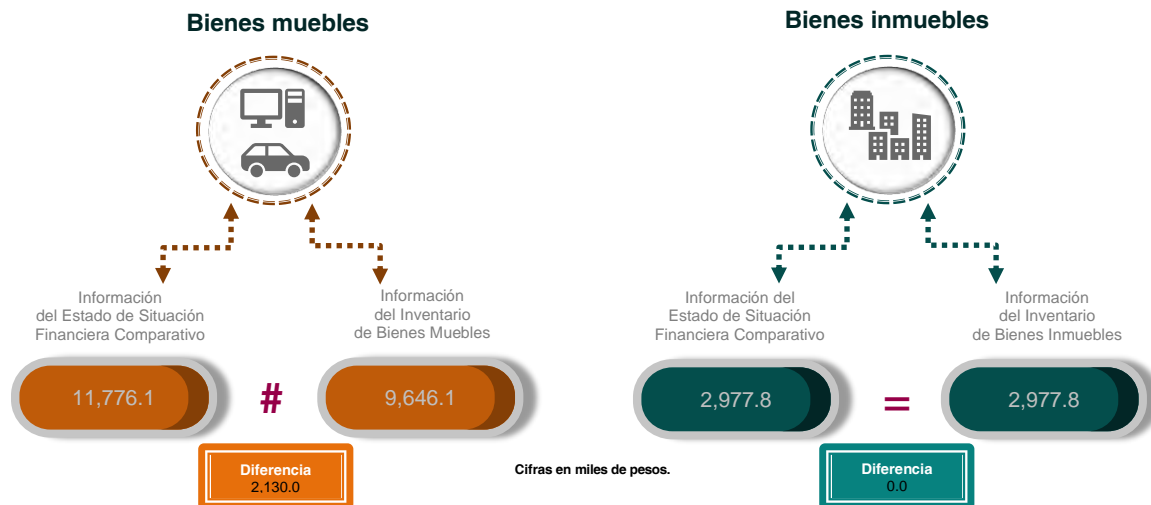 Bienes muebles
Información
del Estado de Situación
Financiera Comparativo
Información
del Inventario
de Bienes Muebles
11,776.1
#
9,646.1
Diferencia
2,130.0
Cifras en miles de pesos.
Bienes inmuebles
Información del
Estado de Situación
Financiera Comparativo
Información
del Inventario
de Bienes Inmuebles
2,977.8
=
2,977.8
Diferencia
0.0